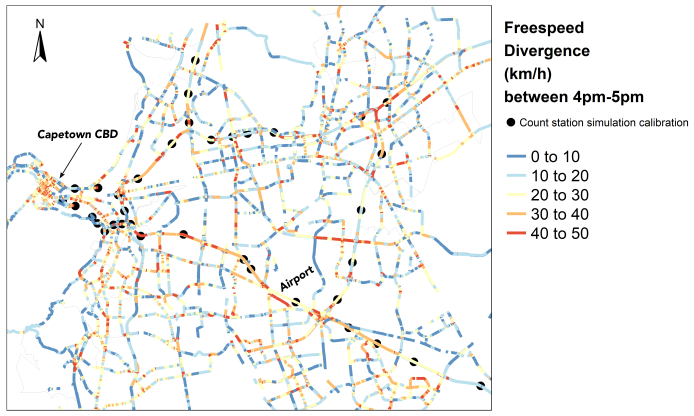 N
Capetown CBD
Airport
Freespeed
Divergence
(km/h)
between 4pm-5pm
Count station simulation calibration
0 to 10
10 to 20
20 to 30
30 to 40
40 to 50